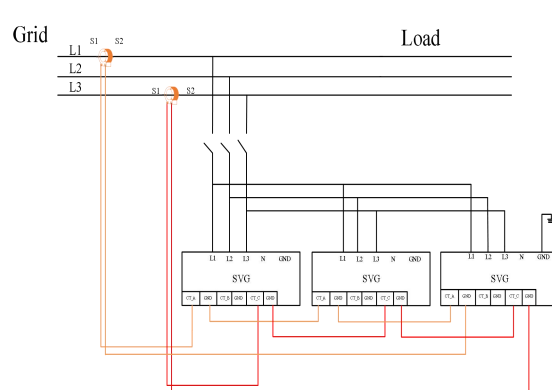 Grid
Load
S1 S2
L1
L2
L3
S1 S2
L1 L2 L3 N GND
L1 L2 L3 N GND
L1 L2 L3 N GND
SVG
SVG
SVG
CT_A GND CT_B GND CT_C GND
CT_A GND CT_B GND CT_C GND
CT_A GND CT_B GND CT_C GND